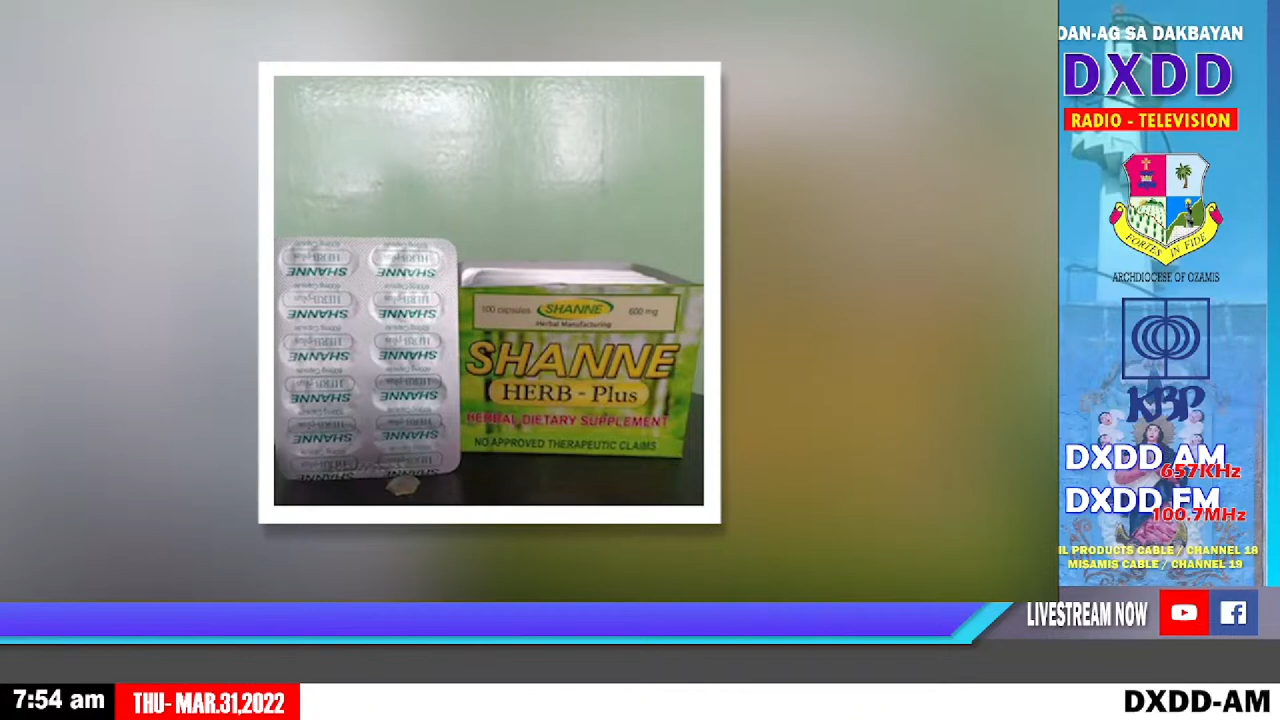 DAN-AG SA DAKBAYAN
DXDD
RADIO - TELEVISION
FORTES IN FIDE
ARCHDIOCESE OF OZAMIS
KBP
DXDD AM
657KHz
DXDD FM
100.7MHz
IL PRODUCTS CABLE / CHANNEL 18
MISAMIS CABLE / CHANNEL 19
100 capsules SHANNE 600 mg
Herbal Manufacturing
SHANNE
HERB - Plus
HERBAL DIETARY SUPPLEMENT
NO APPROVED THERAPEUTIC CLAIMS
SHANNE SHANNE
SHANNE SHANNE
SHANNE SHANNE
SHANNE SHANNE
SHANNE SHANNE
LIVESTREAM NOW
7:54 am THU- MAR.31,2022
DXDD-AM